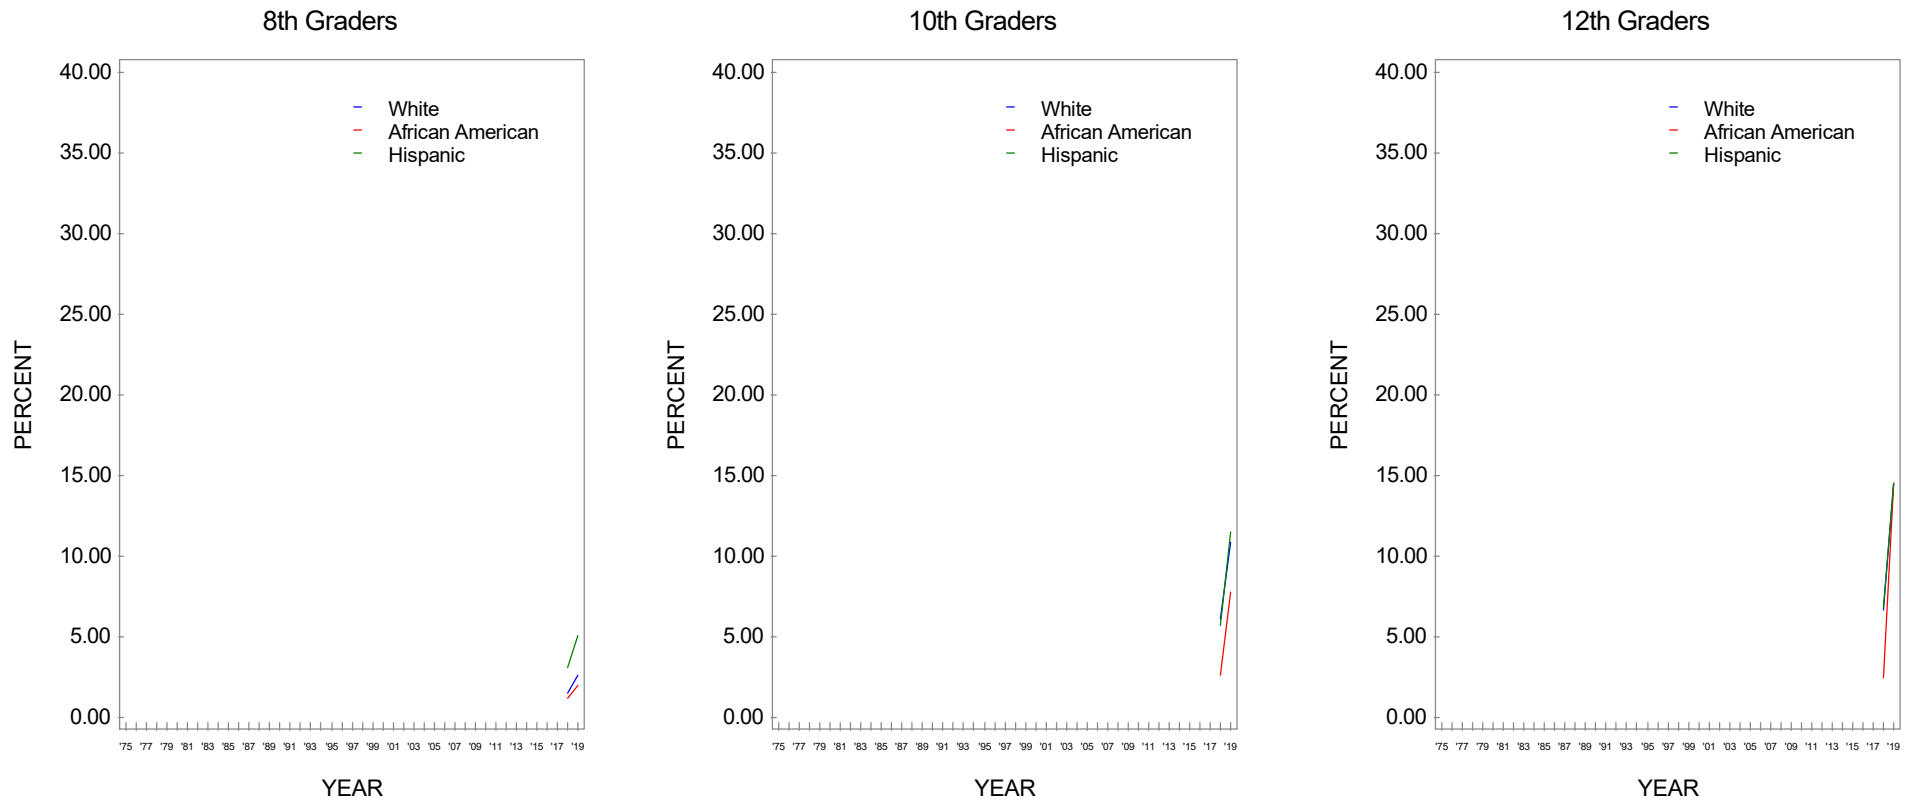 8th Graders
40.00
35.00
30.00
25.00
20.00
15.00
10.00
5.00
0.00
PERCENT
White
African American
Hispanic
'75 '77 '79 '81 '83 '85 '87 '89 '91 '93 '95 '97 '99 '01 '03 '05 '07 '09 '11 '13 '15 '17 '19
YEAR
10th Graders
40.00
35.00
30.00
25.00
20.00
15.00
10.00
5.00
0.00
PERCENT
White
African American
Hispanic
'75 '77 '79 '81 '83 '85 '87 '89 '91 '93 '95 '97 '99 '01 '03 '05 '07 '09 '11 '13 '15 '17 '19
YEAR
12th Graders
40.00
35.00
30.00
25.00
20.00
15.00
10.00
5.00
0.00
PERCENT
White
African American
Hispanic
'75 '77 '79 '81 '83 '85 '87 '89 '91 '93 '95 '97 '99 '01 '03 '05 '07 '09 '11 '13 '15 '17 '19
YEAR